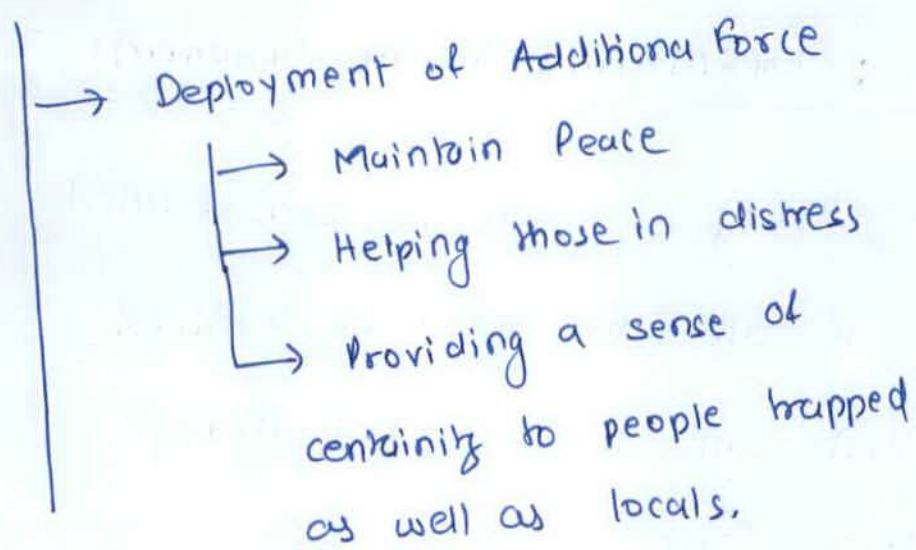 → Deployment of Additiona Force
→ Maintain Peace
→ Helping those in distress
→ Providing a sense of
centainity to people trapped
as well as locals.